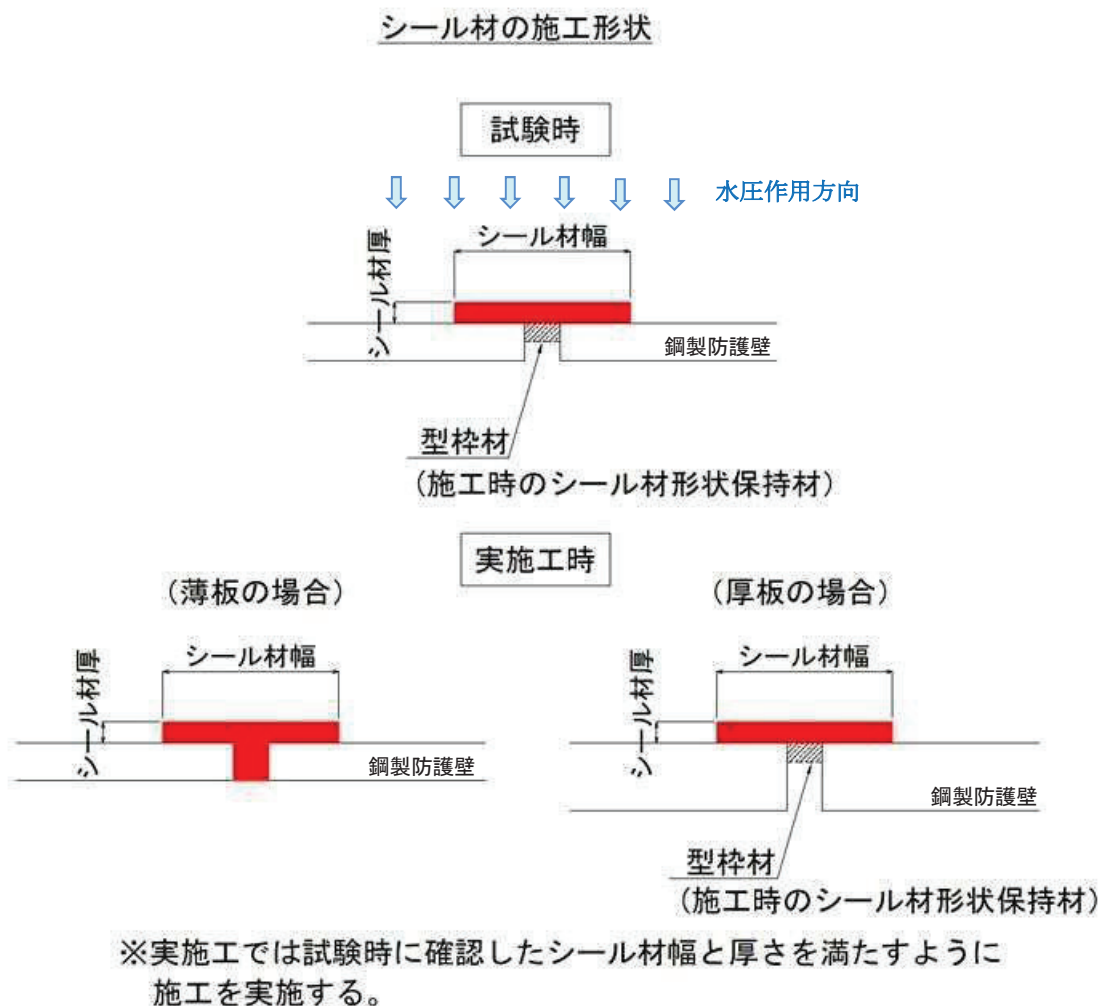 シール材の施工形状
試験時
水圧作用方向
シール材幅
シール材厚
鋼製防護壁
型枠材
(施工時のシール材形状保持材)
実施工時
(薄板の場合)
シール材幅
シール材厚
鋼製防護壁
(厚板の場合)
シール材幅
シール材厚
鋼製防護壁
型枠材
(施工時のシール材形状保持材)
※実施工では試験時に確認したシール材幅と厚さを満たすように
施工を実施する。